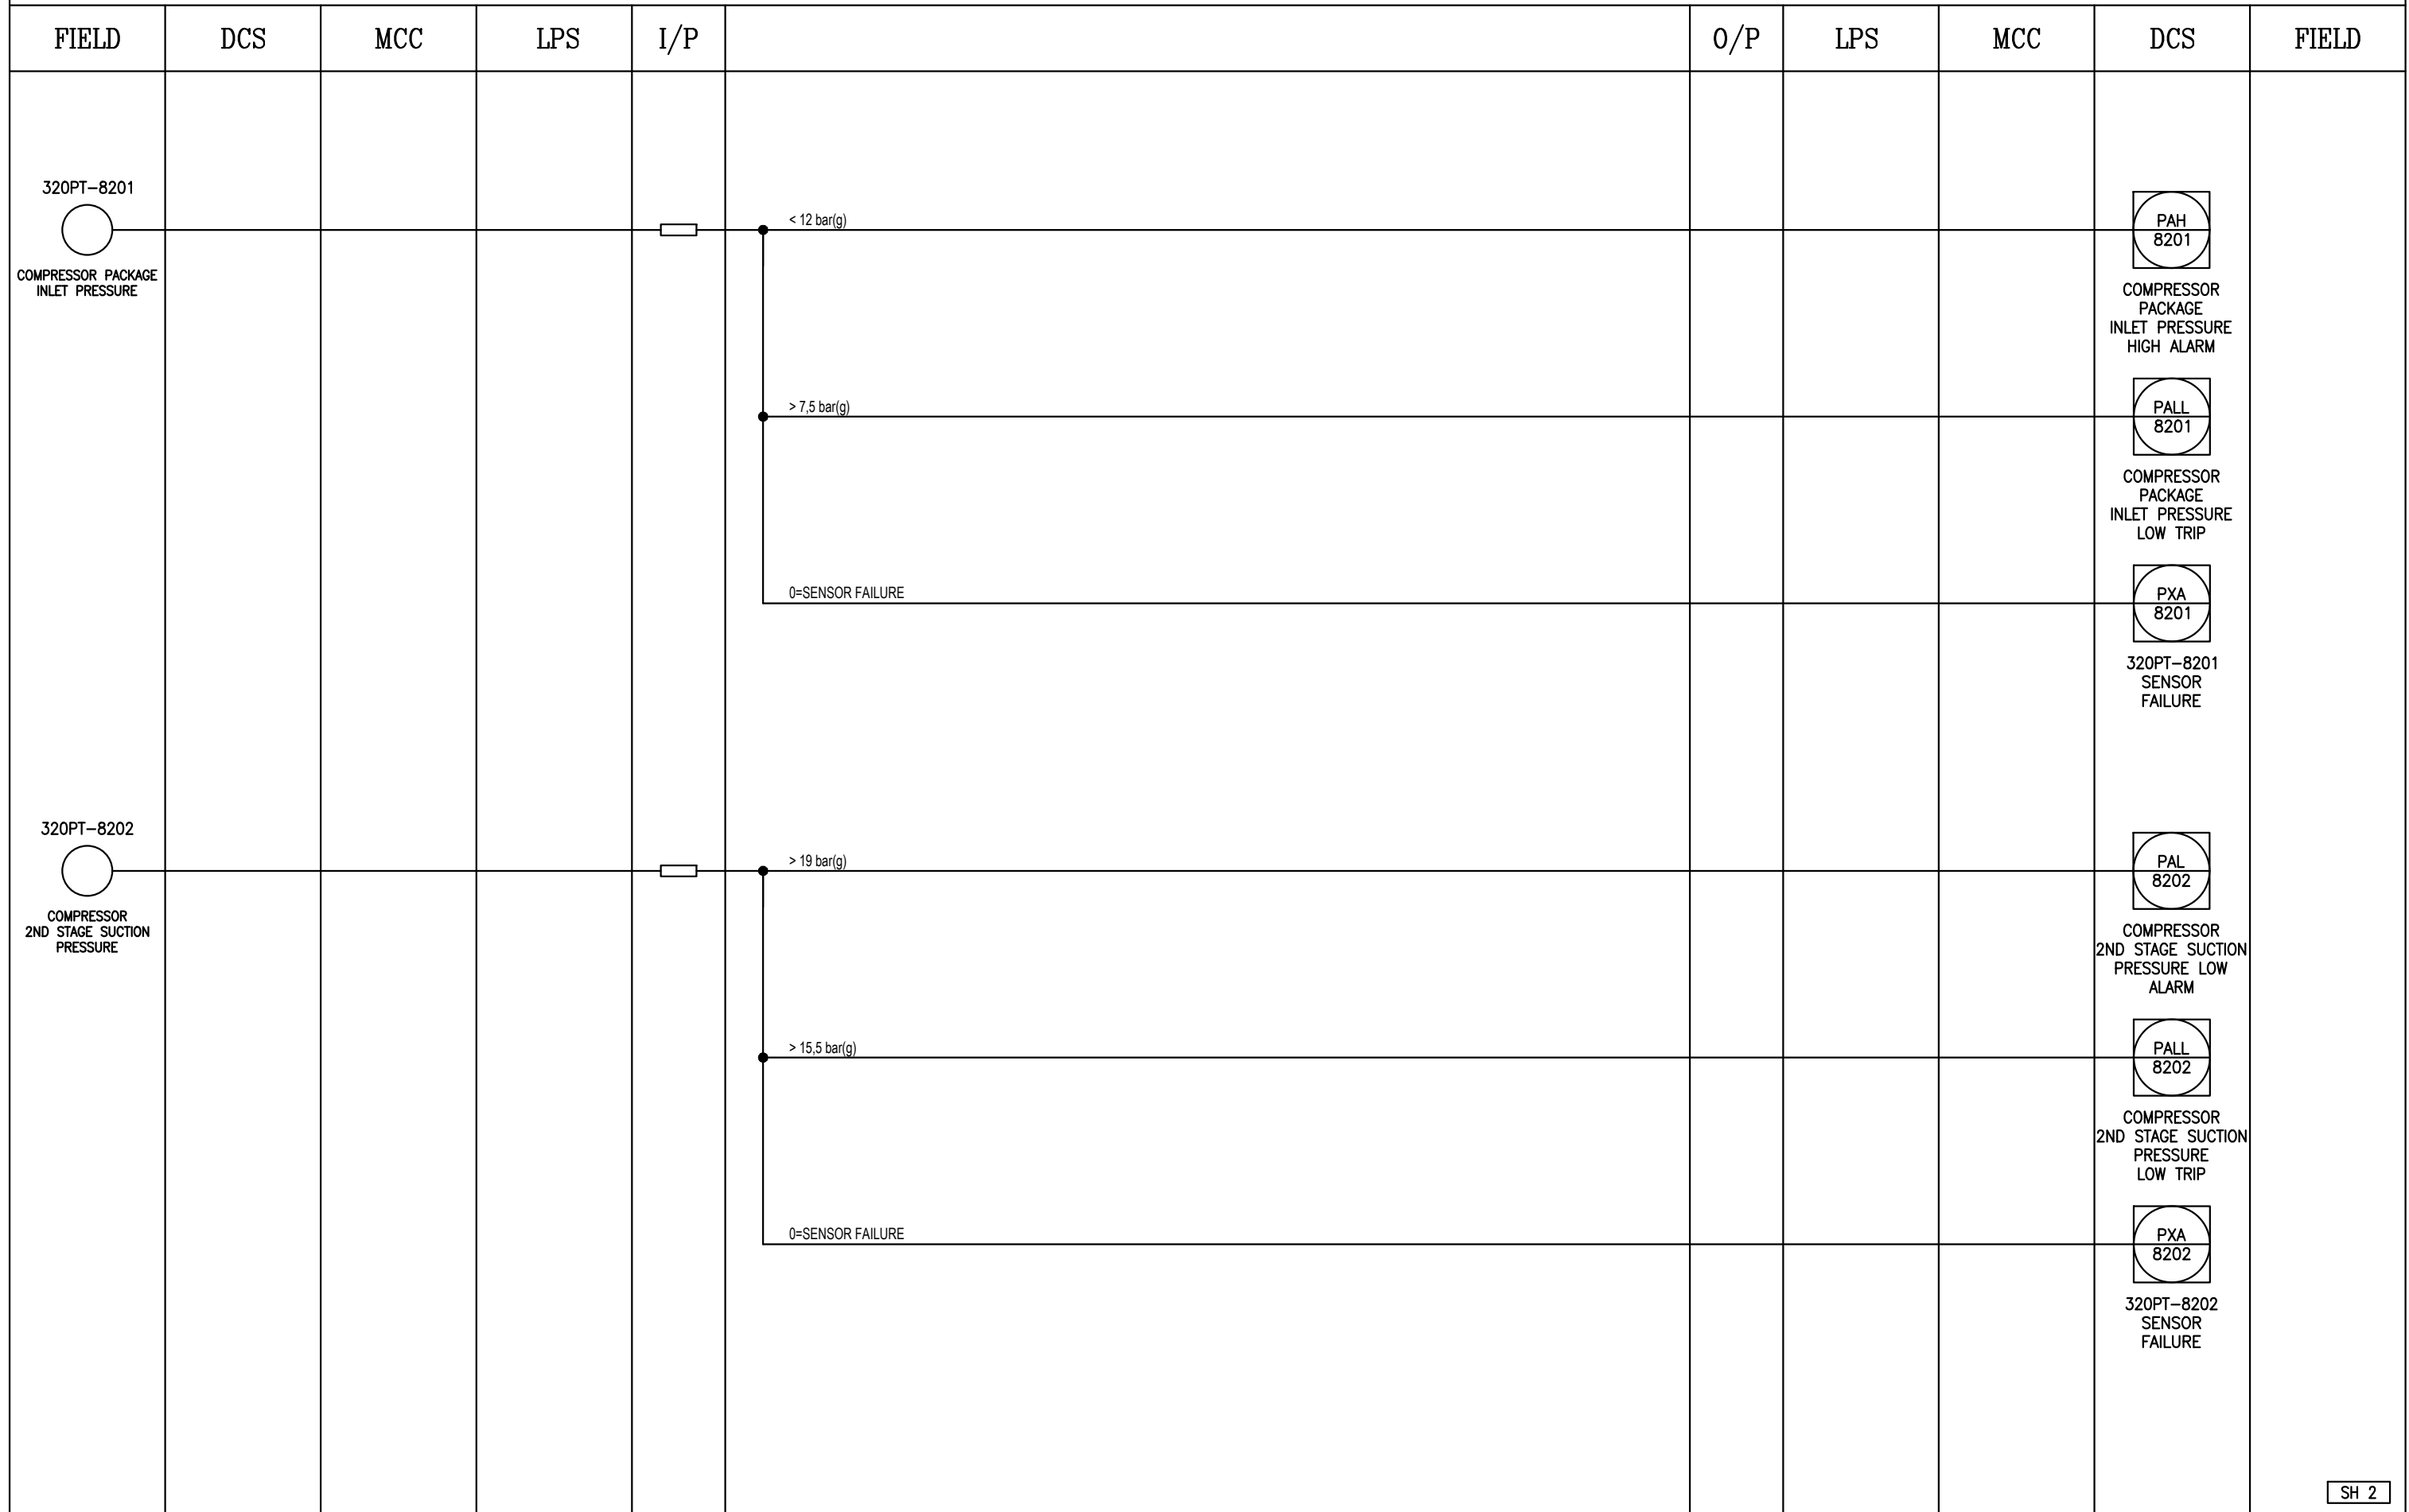 FIELD DCS MCC LPS I/P O/P LPS MCC DCS FIELD
320PT-8201
COMPRESSOR PACKAGE
INLET PRESSURE
< 12 bar(g)
PAH
8201
COMPRESSOR
PACKAGE
INLET PRESSURE
HIGH ALARM
> 7,5 bar(g)
PALL
8201
COMPRESSOR
PACKAGE
INLET PRESSURE
LOW TRIP
0=SENSOR FAILURE
PXA
8201
320PT-8201
SENSOR
FAILURE
320PT-8202
COMPRESSOR
2ND STAGE SUCTION
PRESSURE
> 19 bar(g)
PAL
8202
COMPRESSOR
2ND STAGE SUCTION
PRESSURE LOW
ALARM
> 15,5 bar(g)
PALL
8202
COMPRESSOR
2ND STAGE SUCTION
PRESSURE
LOW TRIP
0=SENSOR FAILURE
PXA
8202
320PT-8202
SENSOR
FAILURE
SH 2